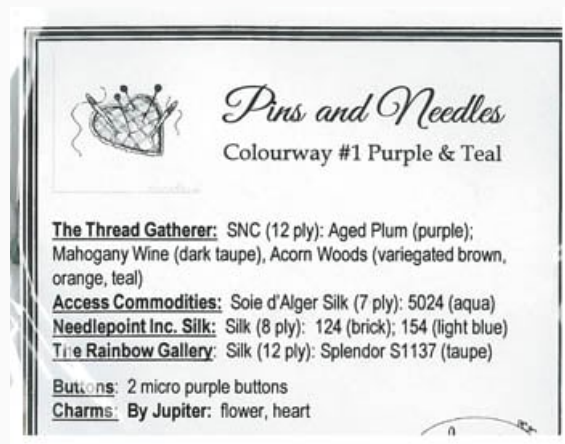 Pins and Needles
Colourway #1 Purple & Teal
The Thread Gatherer: SNC (12 ply): Aged Plum (purple);
Mahogany Wine (dark taupe), Acorn Woods (variegated brown,
orange, teal)
Access Commodities: Soie d'Alger Silk (7 ply): 5024 (aqua)
Needlepoint Inc. Silk: Silk (8 ply): 124 (brick); 154 (light blue)
The Rainbow Gallery: Silk (12 ply): Splendor S1137 (taupe)
Buttons: 2 micro purple buttons
Charms: By Jupiter: flower, heart